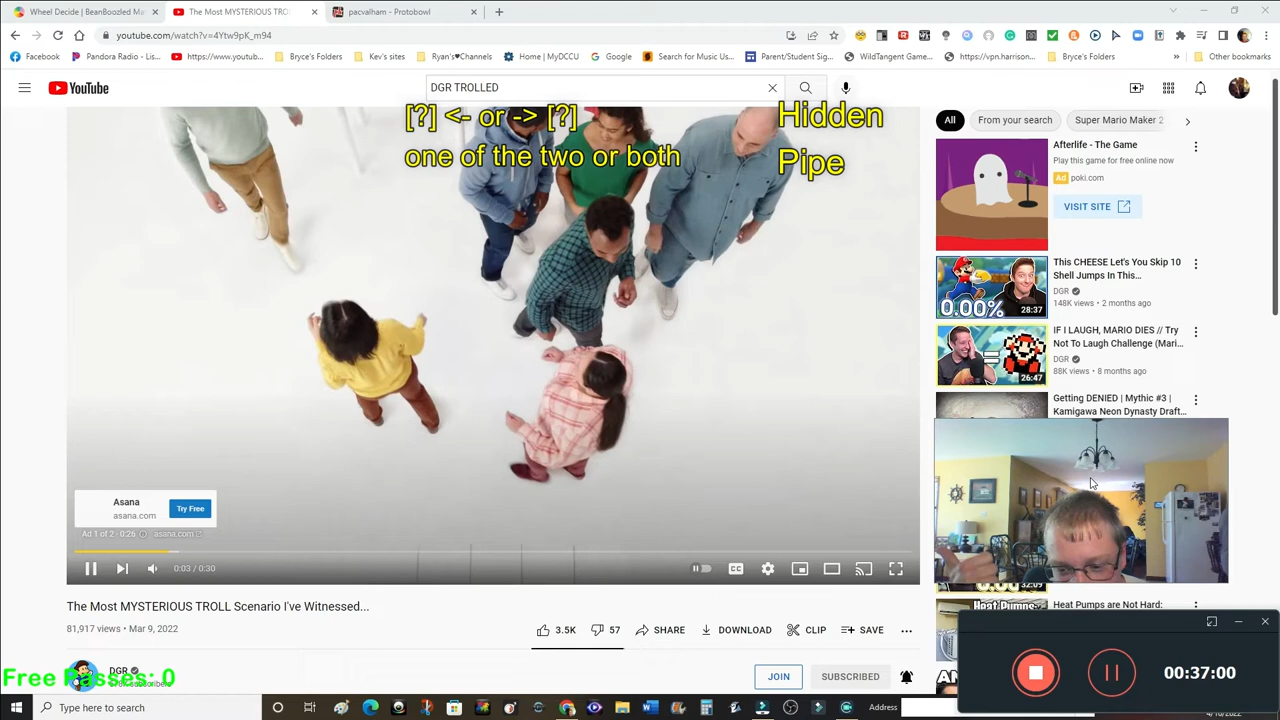 Wheel Decide | BeanBoozled Ma
The Most MYSTERIOUS TRO
pacvalham - Protobowl
youtube.com/watch?v=4Ytw9pK_m94
Facebook
Pandora Radio - Lis...
https://www.youtub...
Bryce's Folders
Kev's sites
Ryan's♥Channels
Home | MyDCCU
Google
Search for Music Us...
Parent/Student Sign...
WildTangent Game...
https://vpn.harrison...
Bryce's Folders
»
Other bookmarks
YouTube
DGR TROLLED
[?] <- or -> [?]
one of the two or both
Hidden
Pipe
All
From your search
Super Mario Maker 2
Afterlife - The Game
Play this game for free online now
Ad poki.com
VISIT SITE
This CHEESE Let's You Skip 10
Shell Jumps In This...
DGR
148K views • 2 months ago
0.00%
28:37
IF I LAUGH, MARIO DIES // Try
Not To Laugh Challenge (Mari...
DGR
88K views • 8 months ago
26:47
Getting DENIED | Mythic #3 |
Kamigawa Neon Dynasty Draft...
32:09
Heat Pumps are Not Hard:
Heat Pumps
Asana
asana.com
Try Free
Ad 1 of 2 · 0:26
asana.com
0:03 / 0:30
CC
The Most MYSTERIOUS TROLL Scenario I've Witnessed...
81,917 views • Mar 9, 2022
3.5K
57
SHARE
DOWNLOAD
CLIP
SAVE
DGR
Free Passes: 0
JOIN
SUBSCRIBED
00:37:00
Type here to search
Address